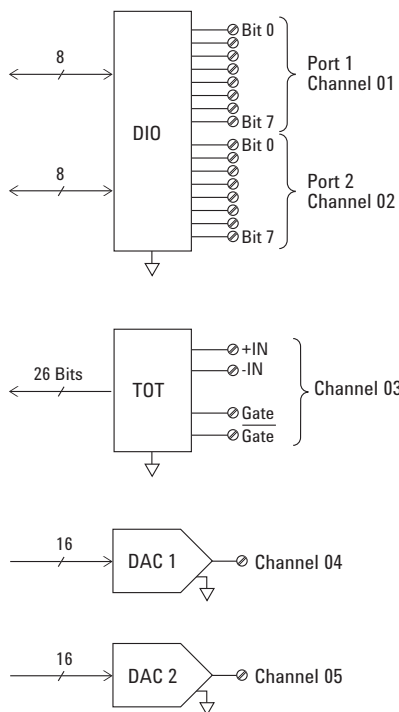 8
DIO
Bit 0
Bit 7
Port 1
Channel 01
8
Bit 0
Bit 7
Port 2
Channel 02
26 Bits
TOT
+IN
-IN
Gate
Gate
Channel 03
16
DAC 1
Channel 04
16
DAC 2
Channel 05